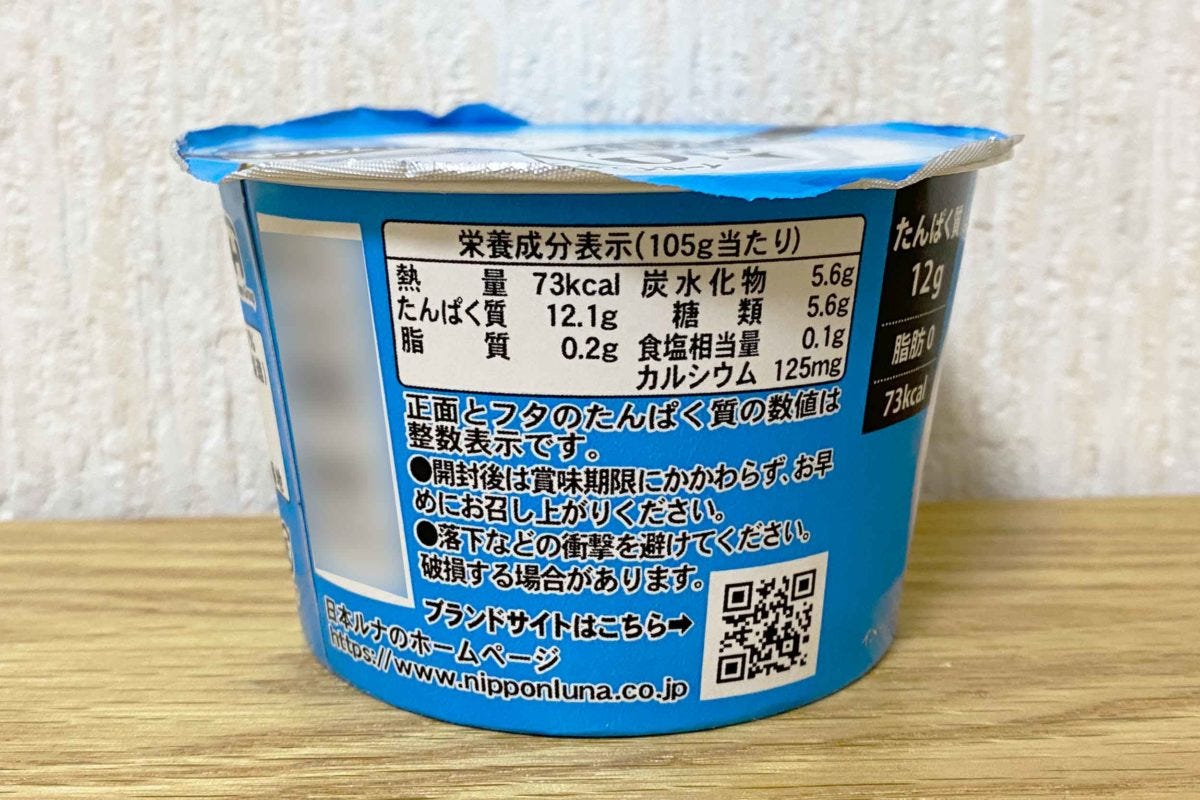 栄養成分表示(105g当たり)
熱量 73kcal 炭水化物 5.6g
たんぱく質 12.1g 糖類 5.6g
脂質 0.2g 食塩相当量 0.1g
カルシウム 125mg
正面とフタのたんぱく質の数値は
整数表示です。
●開封後は賞味期限にかかわらず、お早
めにお召し上がりください。
●落下などの衝撃を避けてください。
破損する場合があります。
ブランドサイトはこちら➡
日本ルナのホームページ
https://www.nipponluna.co.jp
たんぱく質
12g
脂肪0
73kcal